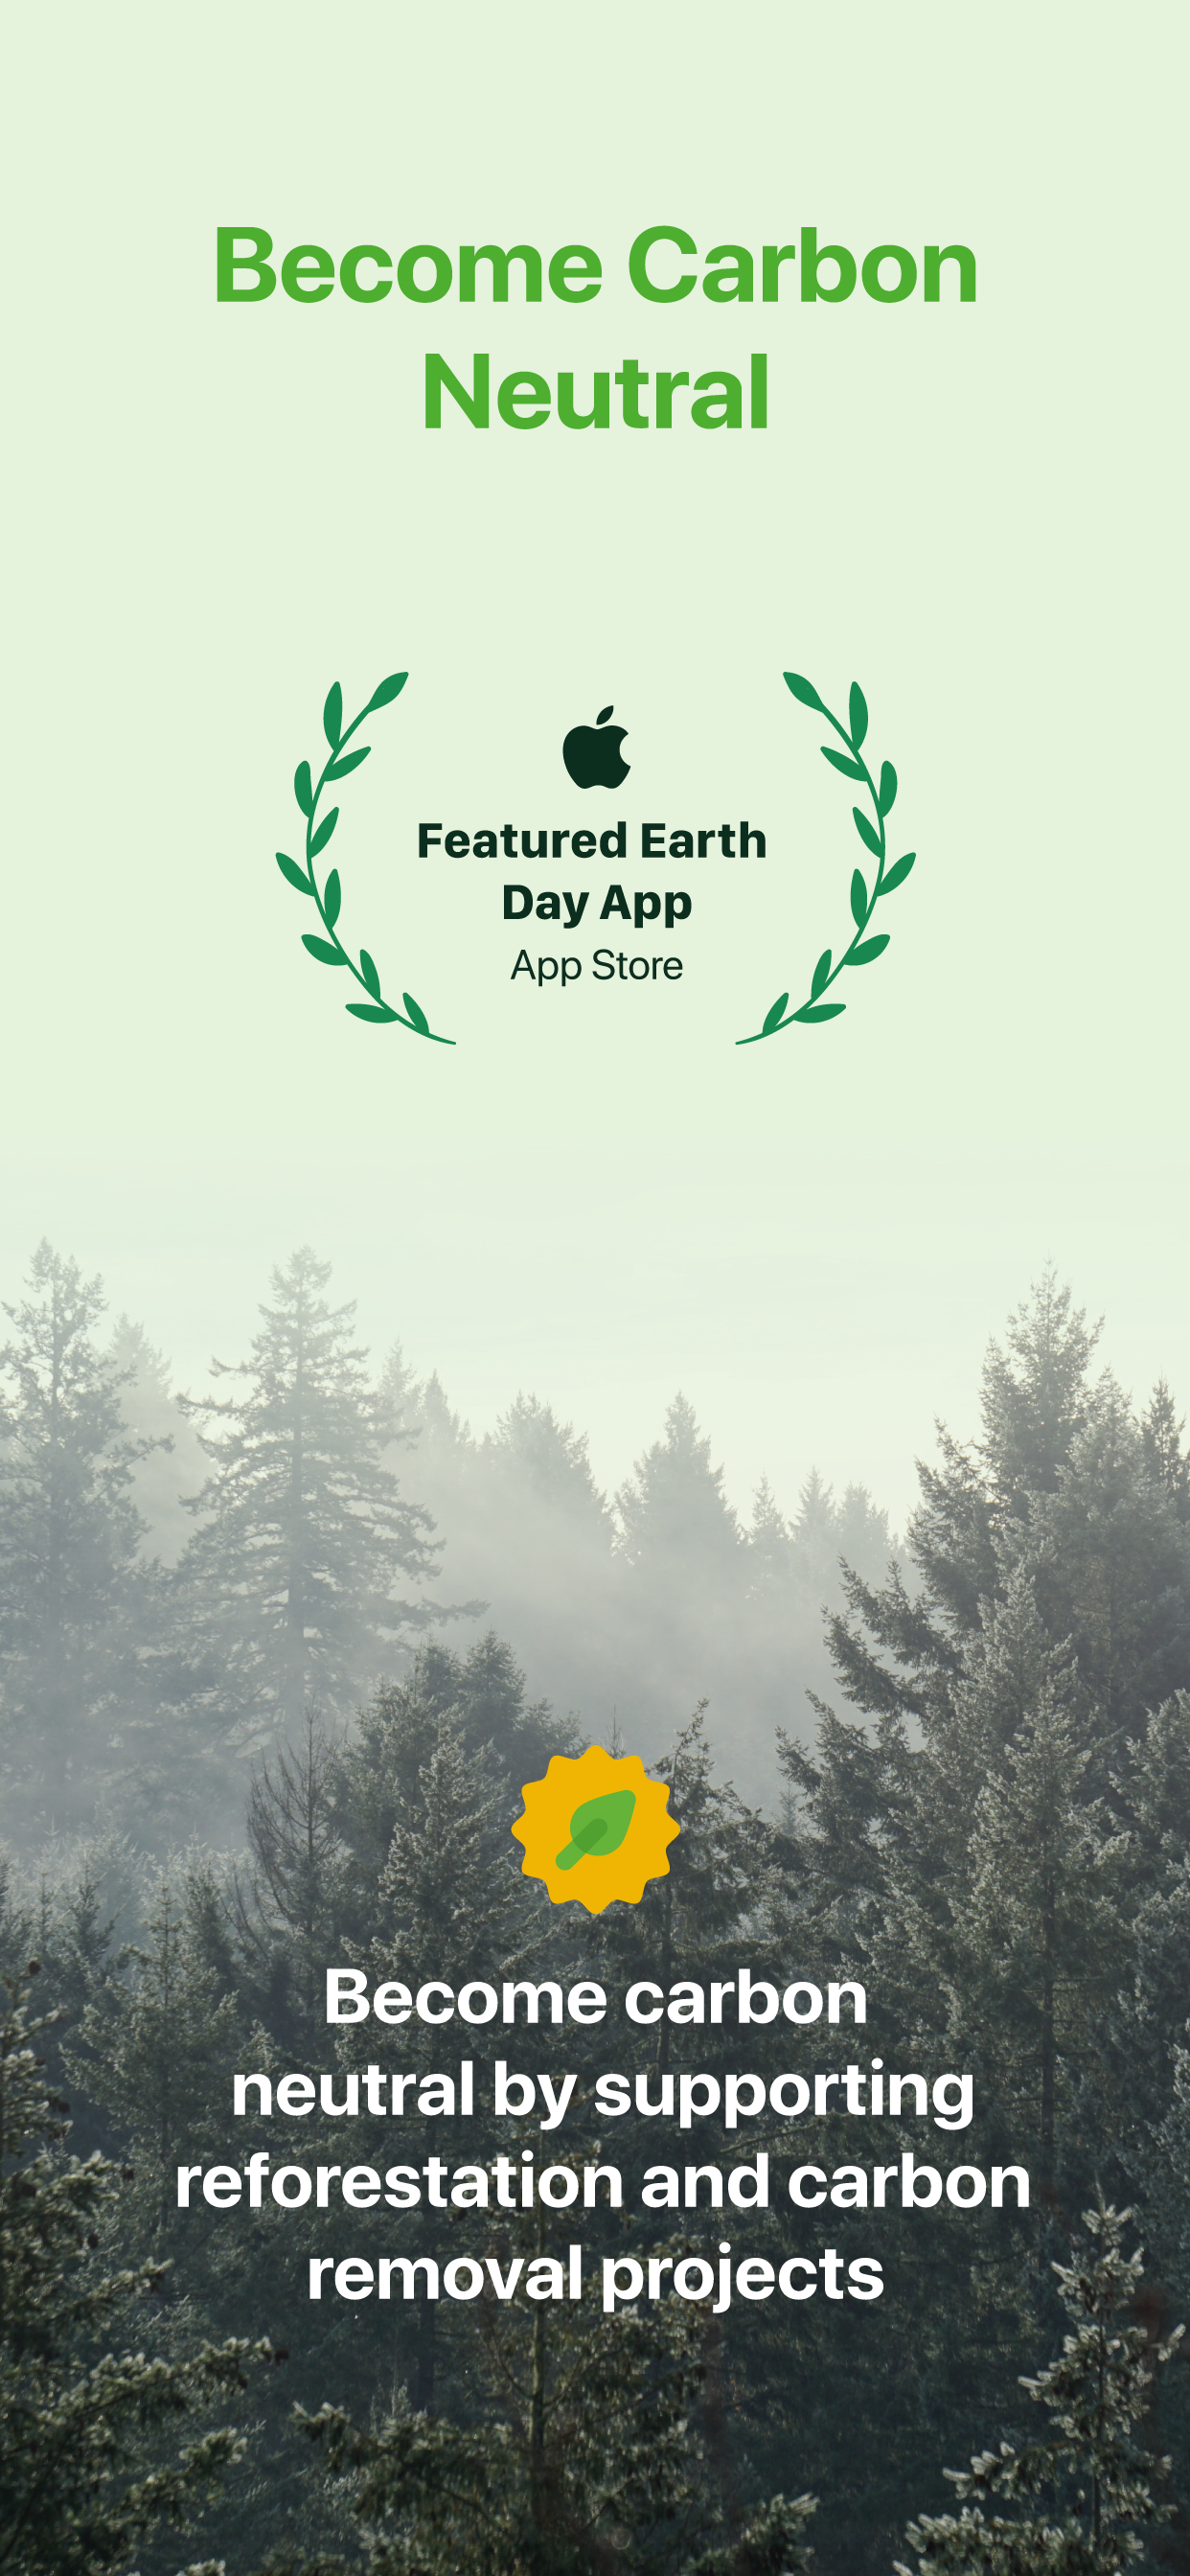 Become Carbon
Neutral
Featured Earth
Day App
App Store
Become carbon
neutral by supporting
reforestation and carbon
removal projects